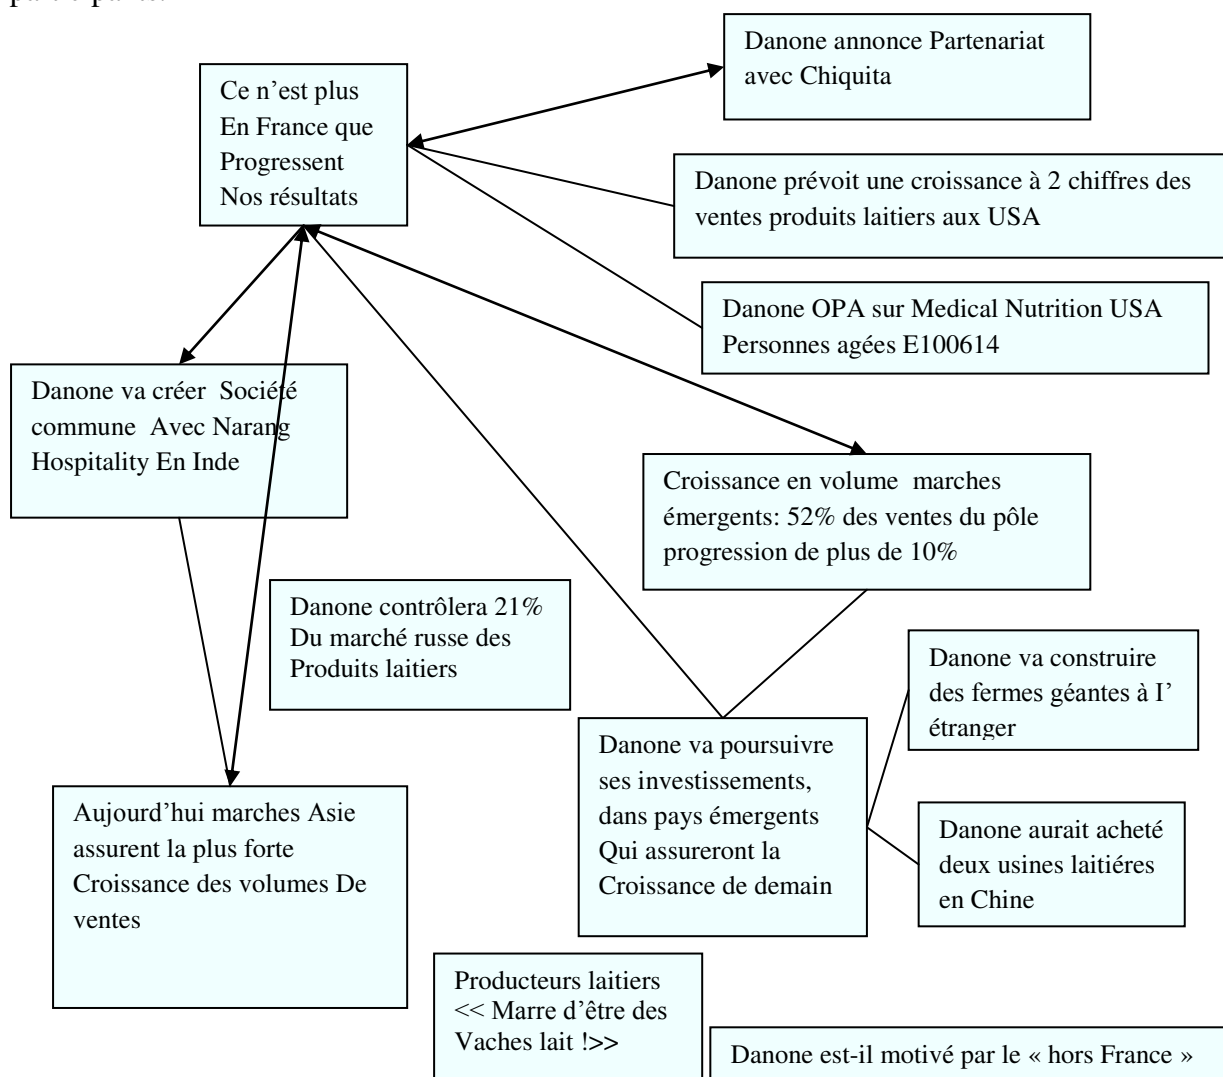 Danone annonce Partenariat
avec Chiquita
Ce n’est plus
En France que
Progressent
Nos résultats
Danone prévoit une croissance à 2 chiffres des
ventes produits laitiers aux USA
Danone OPA sur Medical Nutrition USA
Personnes agées E100614
Danone va créer Société
commune Avec Narang
Hospitality En Inde
Croissance en volume marches
émergents: 52% des ventes du pôle
progression de plus de 10%
Danone contrôlera 21%
Du marché russe des
Produits laitiers
Danone va construire
des fermes géantes à I’
étranger
Danone va poursuivre
ses investissements,
dans pays émergents
Qui assureront la
Croissance de demain
Aujourd’hui marches Asie
assurent la plus forte
Croissance des volumes De
ventes
Danone aurait acheté
deux usines laitiéres
en Chine
Producteurs laitiers
<< Marre d’être des
Vaches lait !>>
Danone est-il motivé par le « hors France »